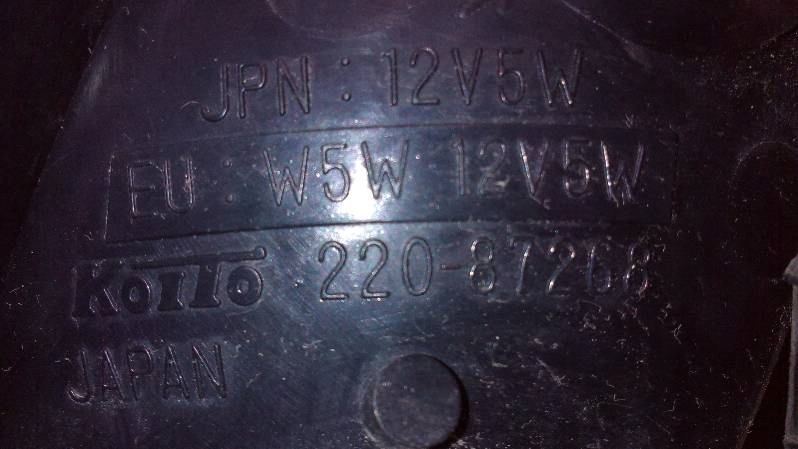 JPN : 12V5W
EU : W5W 12V5W
KOITO 220-87268
JAPAN